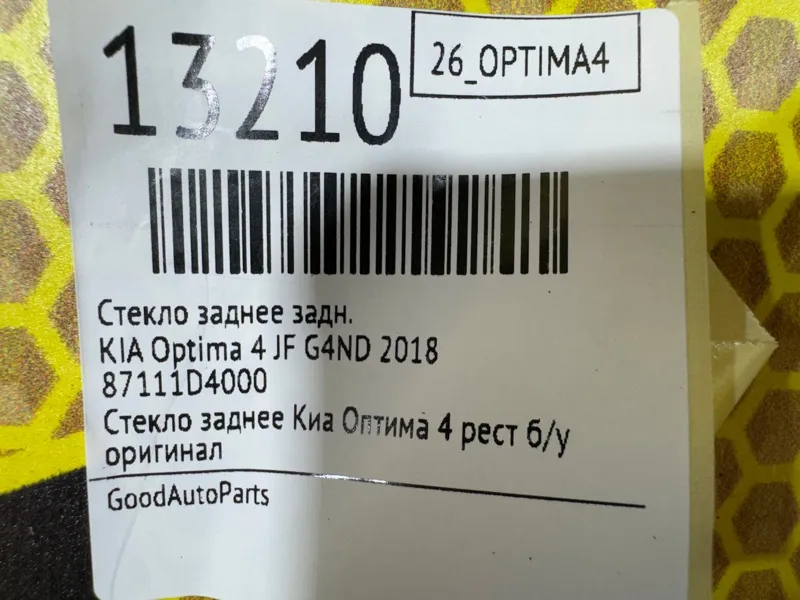 13210
26_OPTIMA4
Стекло заднее задн.
KIA Optima 4 JF G4ND 2018
87111D4000
Стекло заднее Киа Оптима 4 рест б/у
оригинал
GoodAutoParts